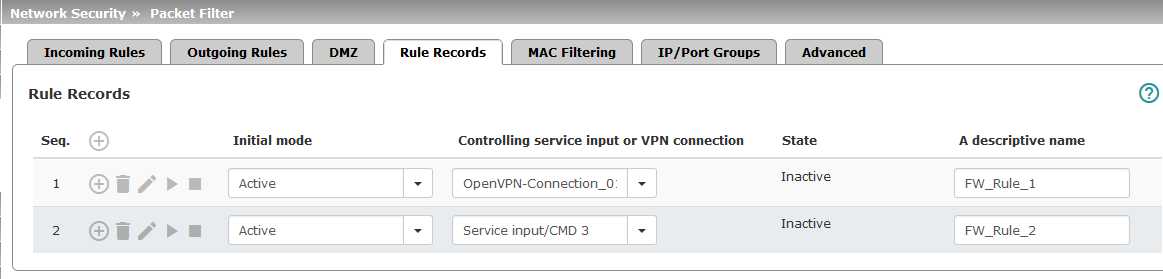 Network Security » Packet Filter
Incoming Rules Outgoing Rules DMZ Rule Records MAC Filtering IP/Port Groups Advanced
Rule Records
Seq. Initial mode Controlling service input or VPN connection State A descriptive name
1 Active OpenVPN-Connection_01 Inactive FW_Rule_1
2 Active Service input/CMD 3 Inactive FW_Rule_2